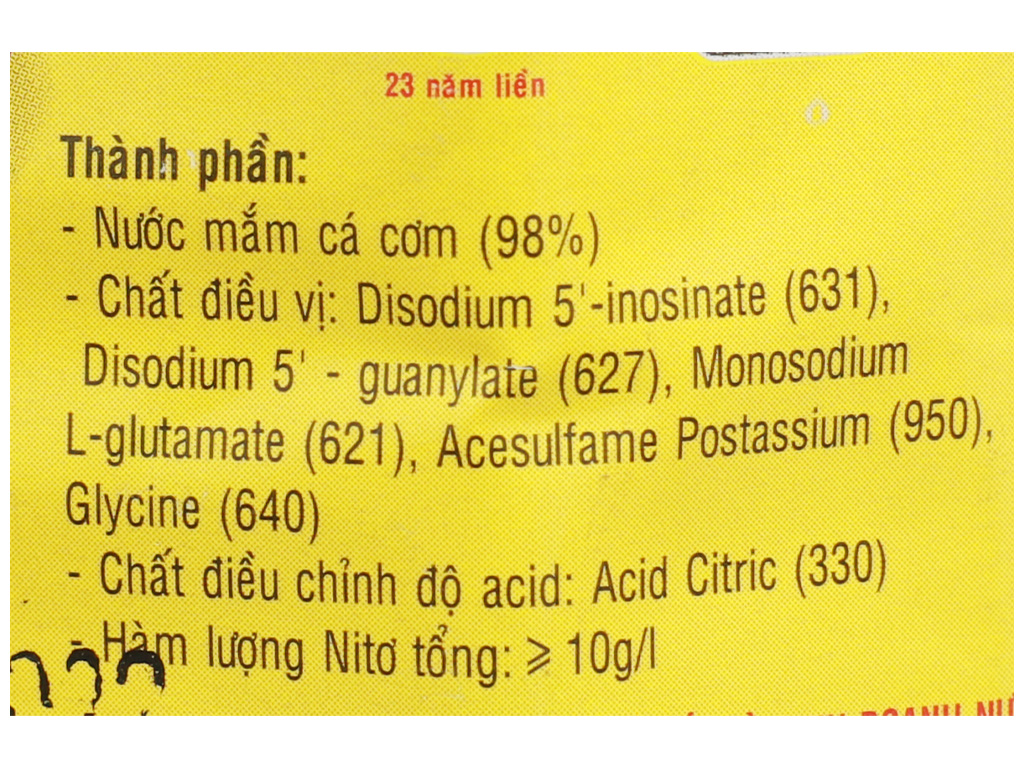 23 năm liền
Thành phần:
- Nước mắm cá cơm (98%)
- Chất điều vị: Disodium 5'-inosinate (631),
Disodium 5' - guanylate (627), Monosodium
L-glutamate (621), Acesulfame Postassium (950),
Glycine (640)
- Chất điều chỉnh độ acid: Acid Citric (330)
- Hàm lượng Nitơ tổng: ⩾ 10g/l